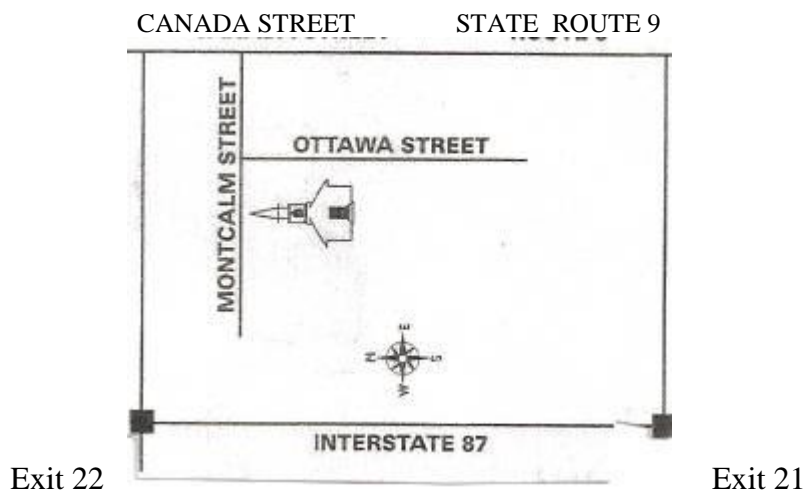 CANADA STREET STATE ROUTE 9
MONTCALM STREET
OTTAWA STREET
E
N S
W
INTERSTATE 87
Exit 22 Exit 21